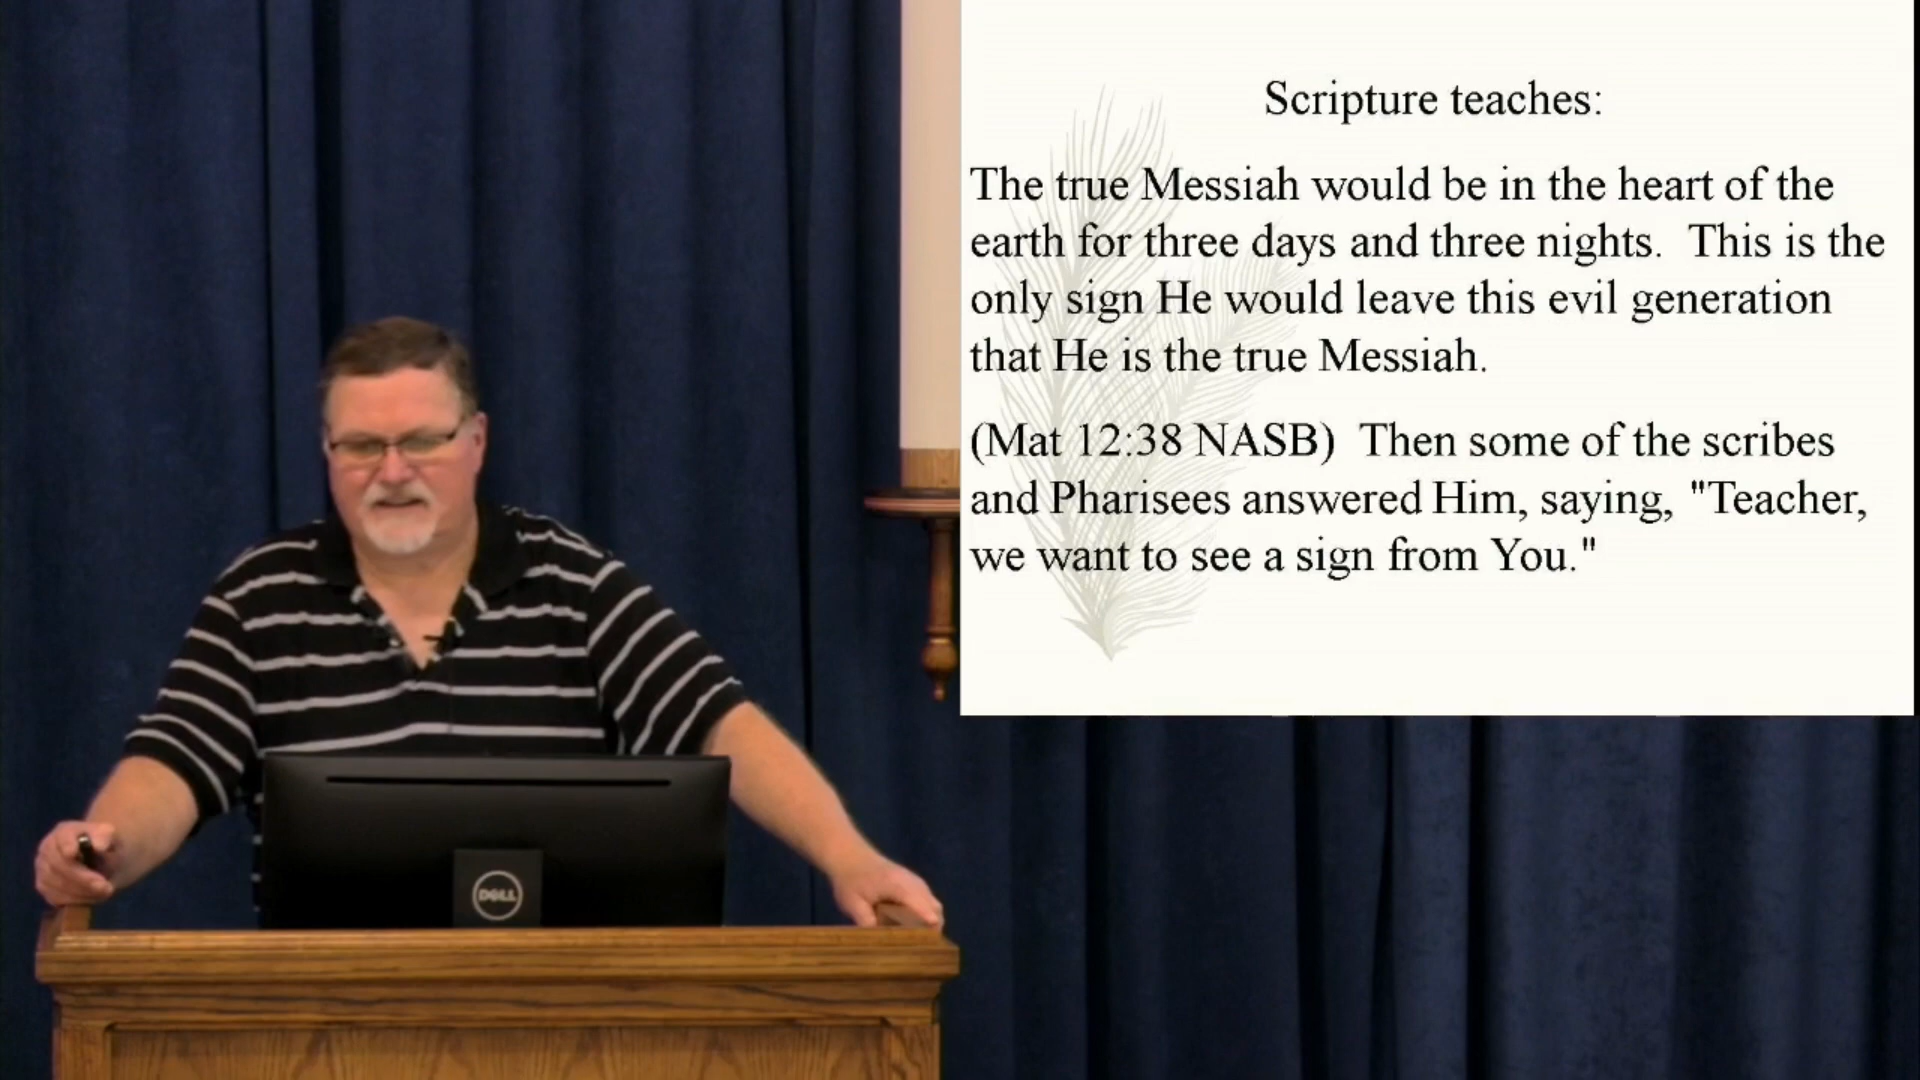 Scripture teaches:
The true Messiah would be in the heart of the
earth for three days and three nights.  This is the
only sign He would leave this evil generation
that He is the true Messiah.
(Mat 12:38 NASB)  Then some of the scribes
and Pharisees answered Him, saying, "Teacher,
we want to see a sign from You."
DELL